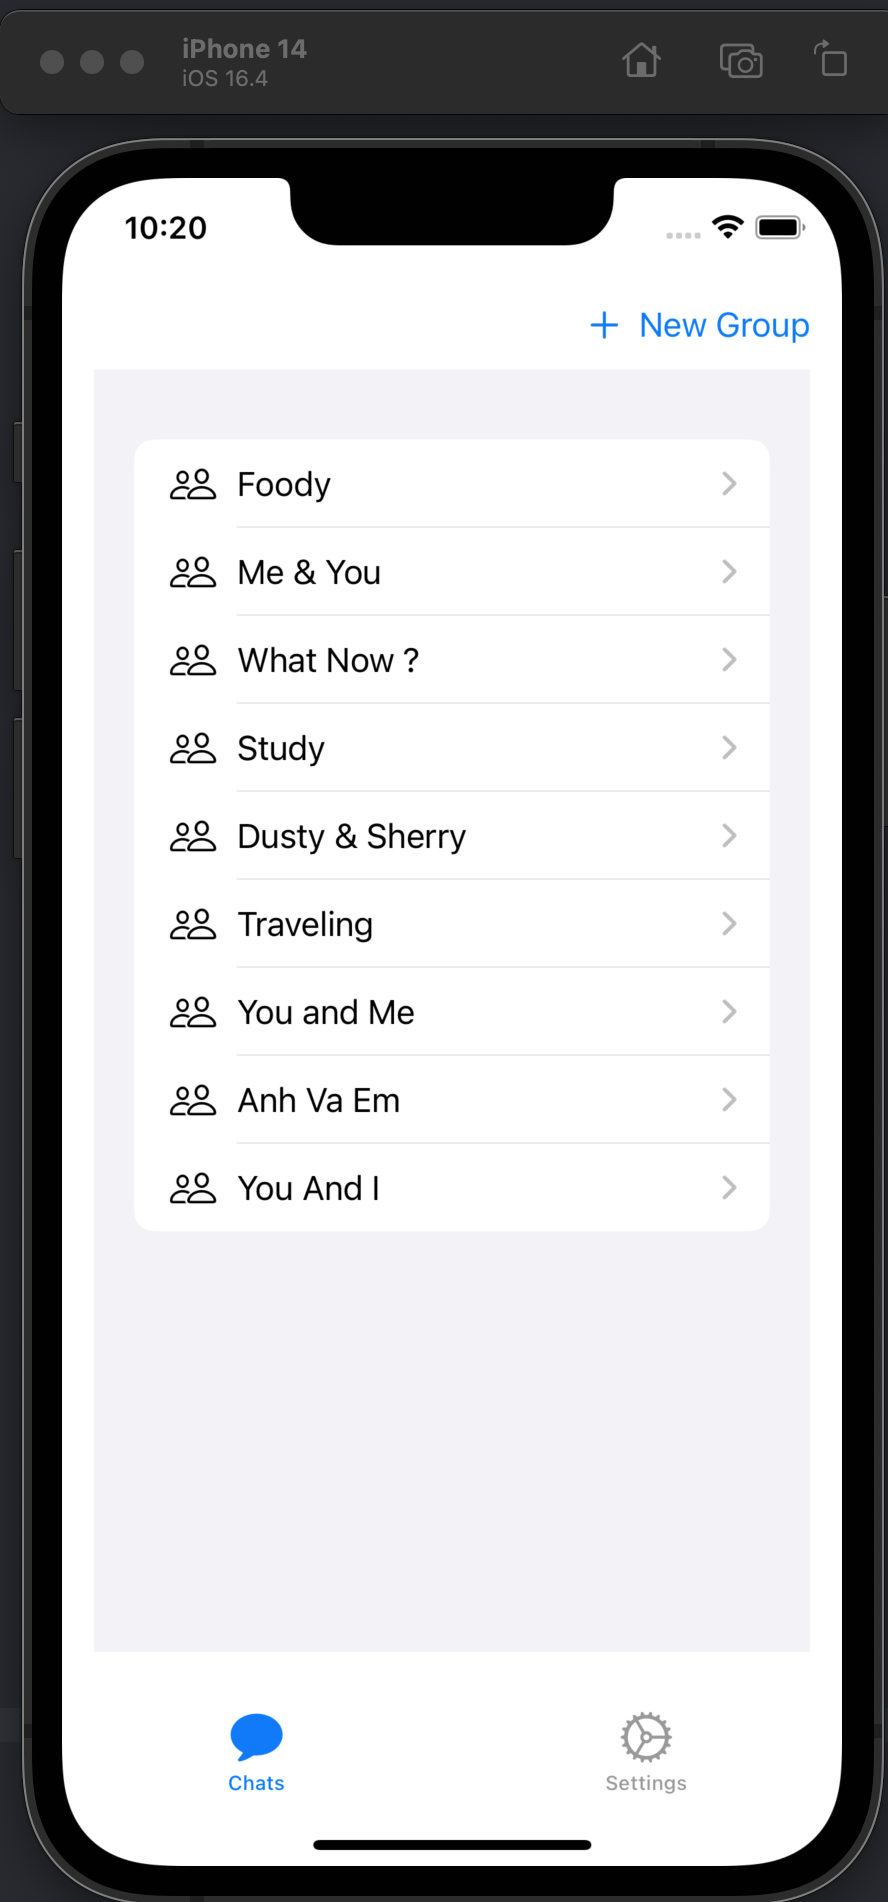 iPhone 14
iOS 16.4
10:20
+ New Group
Foody
Me & You
What Now ?
Study
Dusty & Sherry
Traveling
You and Me
Anh Va Em
You And I
Chats
Settings